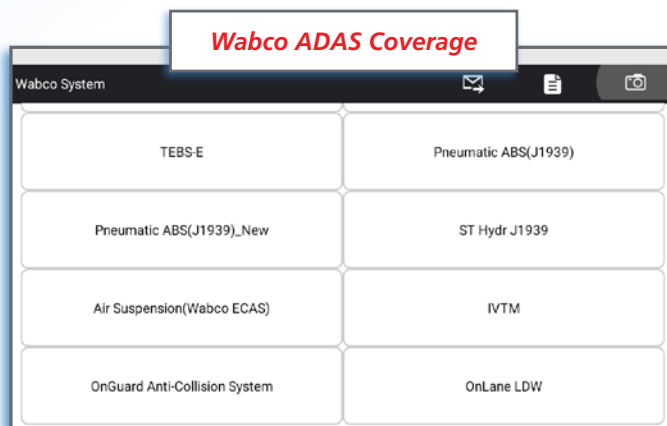 Wabco ADAS Coverage
Wabco System
TEBS-E
Pneumatic ABS(J1939)
Pneumatic ABS(J1939)_New
ST Hydr J1939
Air Suspension(Wabco ECAS)
IVTM
OnGuard Anti-Collision System
OnLane LDW